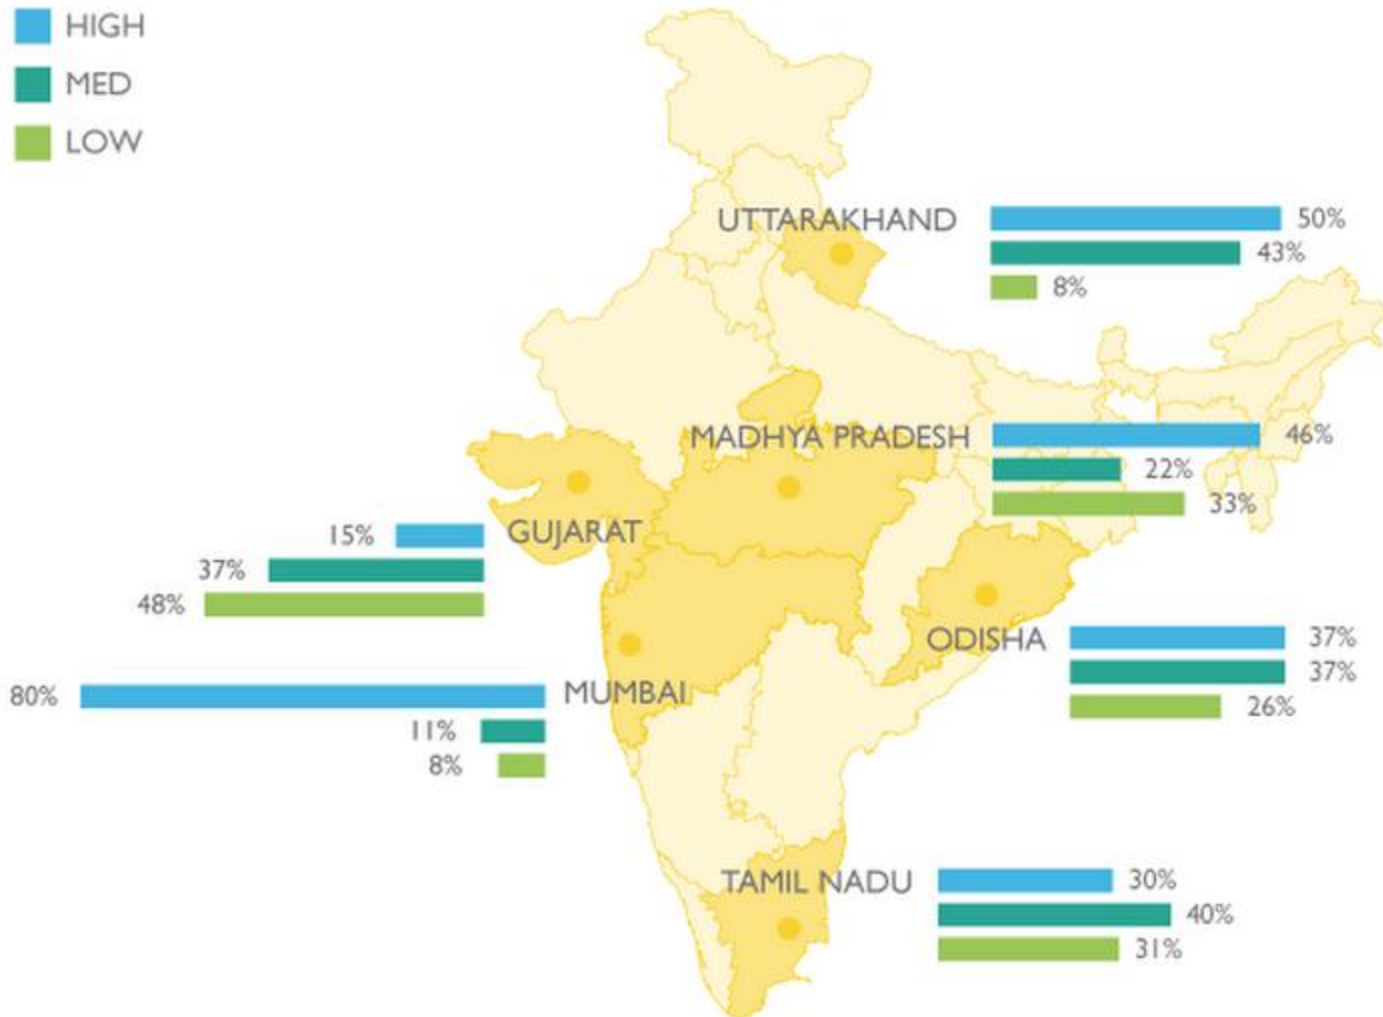 HIGH
MED
LOW
UTTARAKHAND
50%
43%
8%
MADHYA PRADESH
46%
22%
33%
GUJARAT
15%
37%
48%
ODISHA
37%
37%
26%
MUMBAI
80%
11%
8%
TAMIL NADU
30%
40%
31%